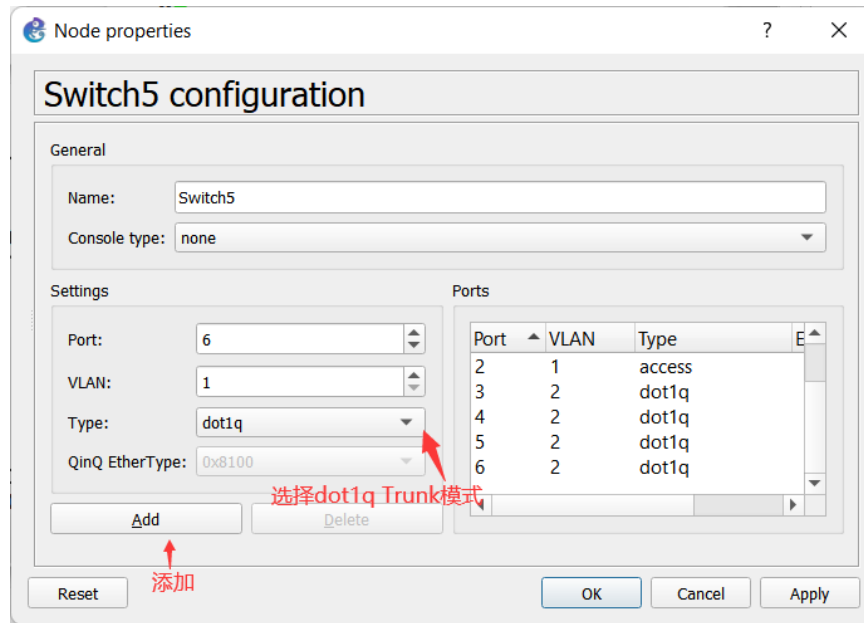 Node properties
Switch5 configuration
General
Name: Switch5
Console type: none
Settings
Port: 6
VLAN: 1
Type: dot1q
QinQ EtherType: 0x8100
选择dot1q Trunk模式
Add Delete
添加
Ports
Port VLAN Type E
2 1 access
3 2 dot1q
4 2 dot1q
5 2 dot1q
6 2 dot1q
Reset OK Cancel Apply